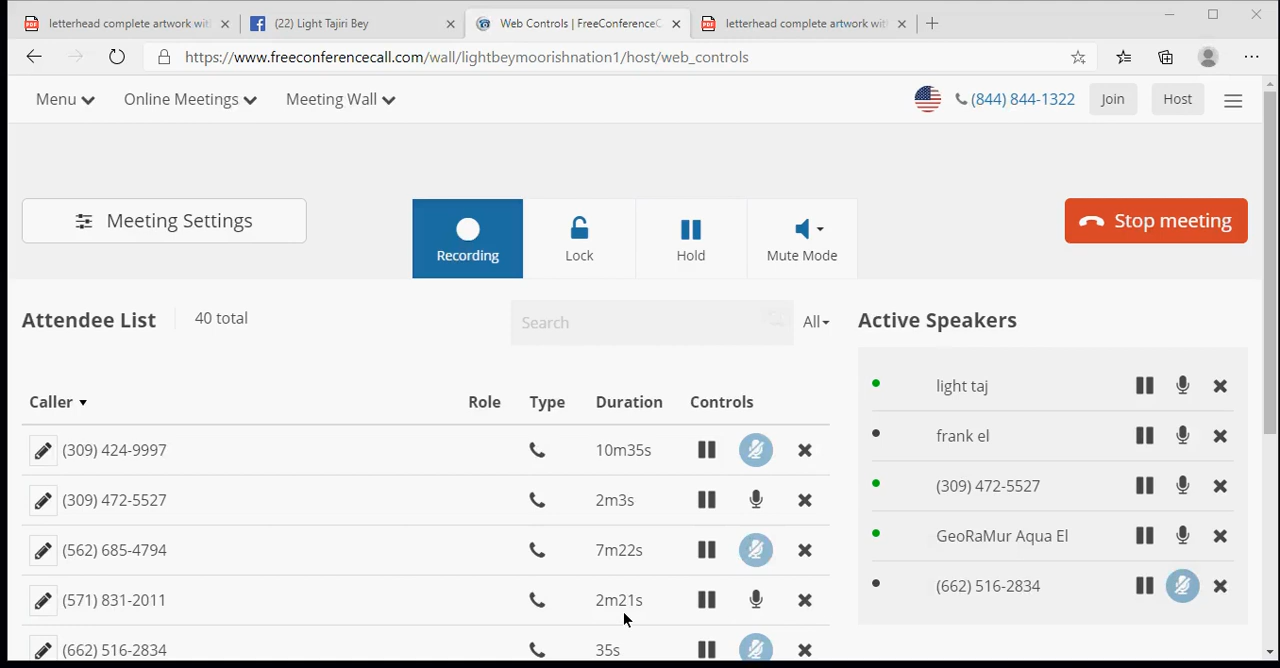 letterhead complete artwork wit
(22) Light Tajiri Bey
Web Controls | FreeConferenceC
letterhead complete artwork wit
https://www.freeconferencecall.com/wall/lightbeymoorishnation1/host/web_controls
Menu
Online Meetings
Meeting Wall
(844) 844-1322
Join
Host
Meeting Settings
Recording
Lock
Hold
Mute Mode
Stop meeting
Attendee List
40 total
Search
All
Active Speakers
Caller
Role
Type
Duration
Controls
(309) 424-9997 10m35s
(309) 472-5527 2m3s
(562) 685-4794 7m22s
(571) 831-2011 2m21s
(662) 516-2834 35s
light taj
frank el
(309) 472-5527
GeoRaMur Aqua El
(662) 516-2834